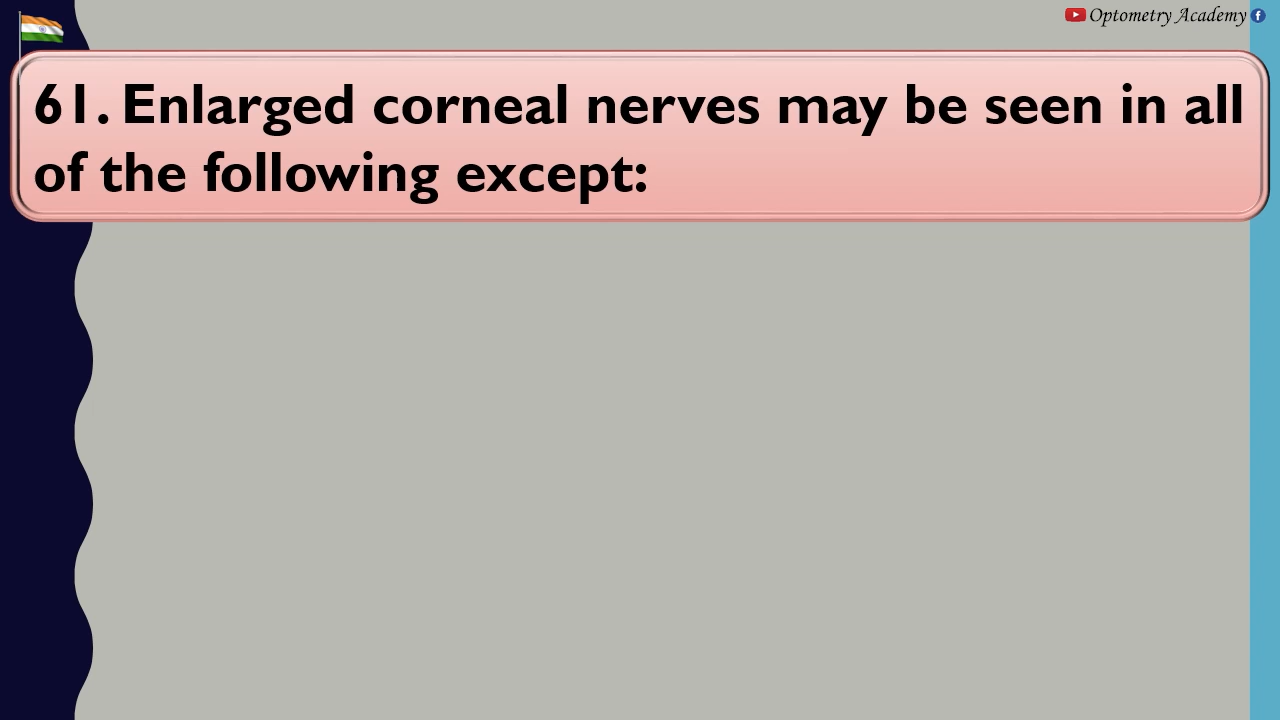 Optometry Academy
61. Enlarged corneal nerves may be seen in all
of the following except: